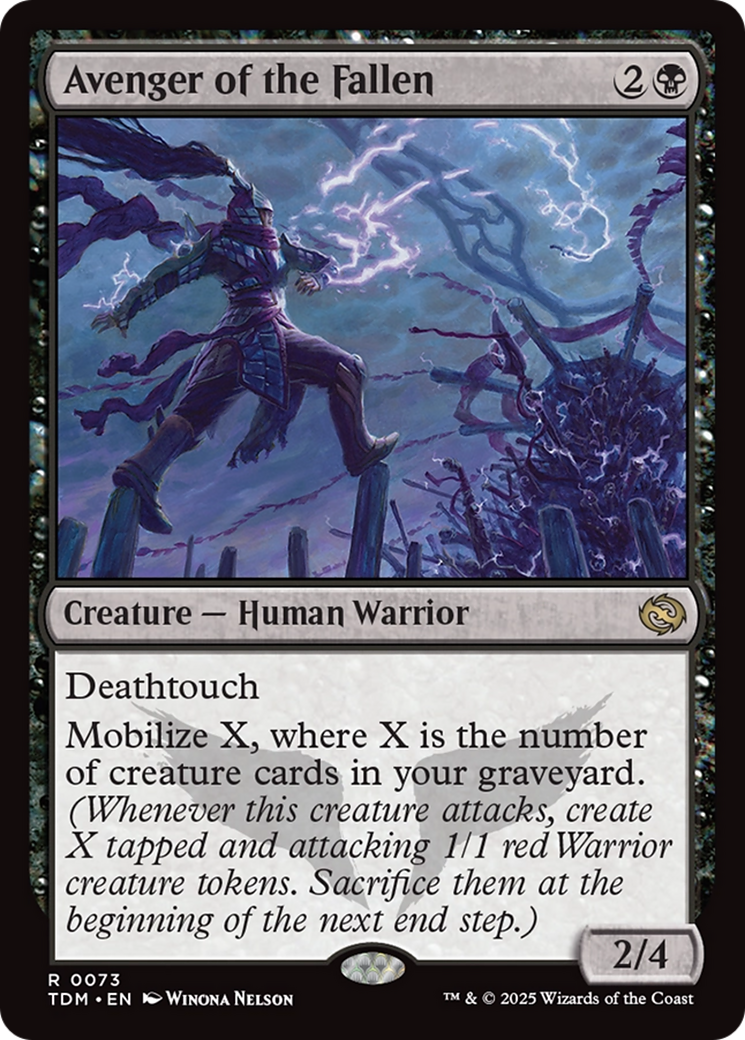 Avenger of the Fallen 2
Creature — Human Warrior
Deathtouch
Mobilize X, where X is the number
of creature cards in your graveyard.
(Whenever this creature attacks, create
X tapped and attacking 1/1 red Warrior
creature tokens. Sacrifice them at the
beginning of the next end step.)
2/4
R 0073
TDM • EN Winona Nelson
™ & © 2025 Wizards of the Coast